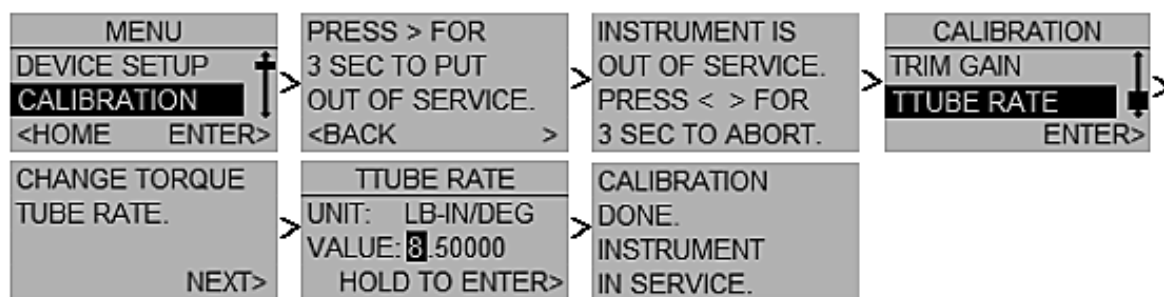 MENU
DEVICE SETUP
CALIBRATION
<HOME ENTER>
PRESS > FOR
3 SEC TO PUT
OUT OF SERVICE.
<BACK >
INSTRUMENT IS
OUT OF SERVICE.
PRESS < > FOR
3 SEC TO ABORT.
CALIBRATION
TRIM GAIN
TTUBE RATE
ENTER>
CHANGE TORQUE
TUBE RATE.
NEXT>
TTUBE RATE
UNIT: LB-IN/DEG
VALUE: 8.50000
HOLD TO ENTER>
CALIBRATION
DONE.
INSTRUMENT
IN SERVICE.